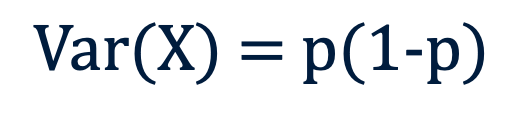 Var(X) = p(1-p)